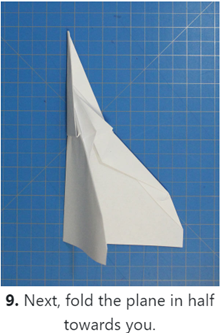 9. Next, fold the plane in half
towards you.